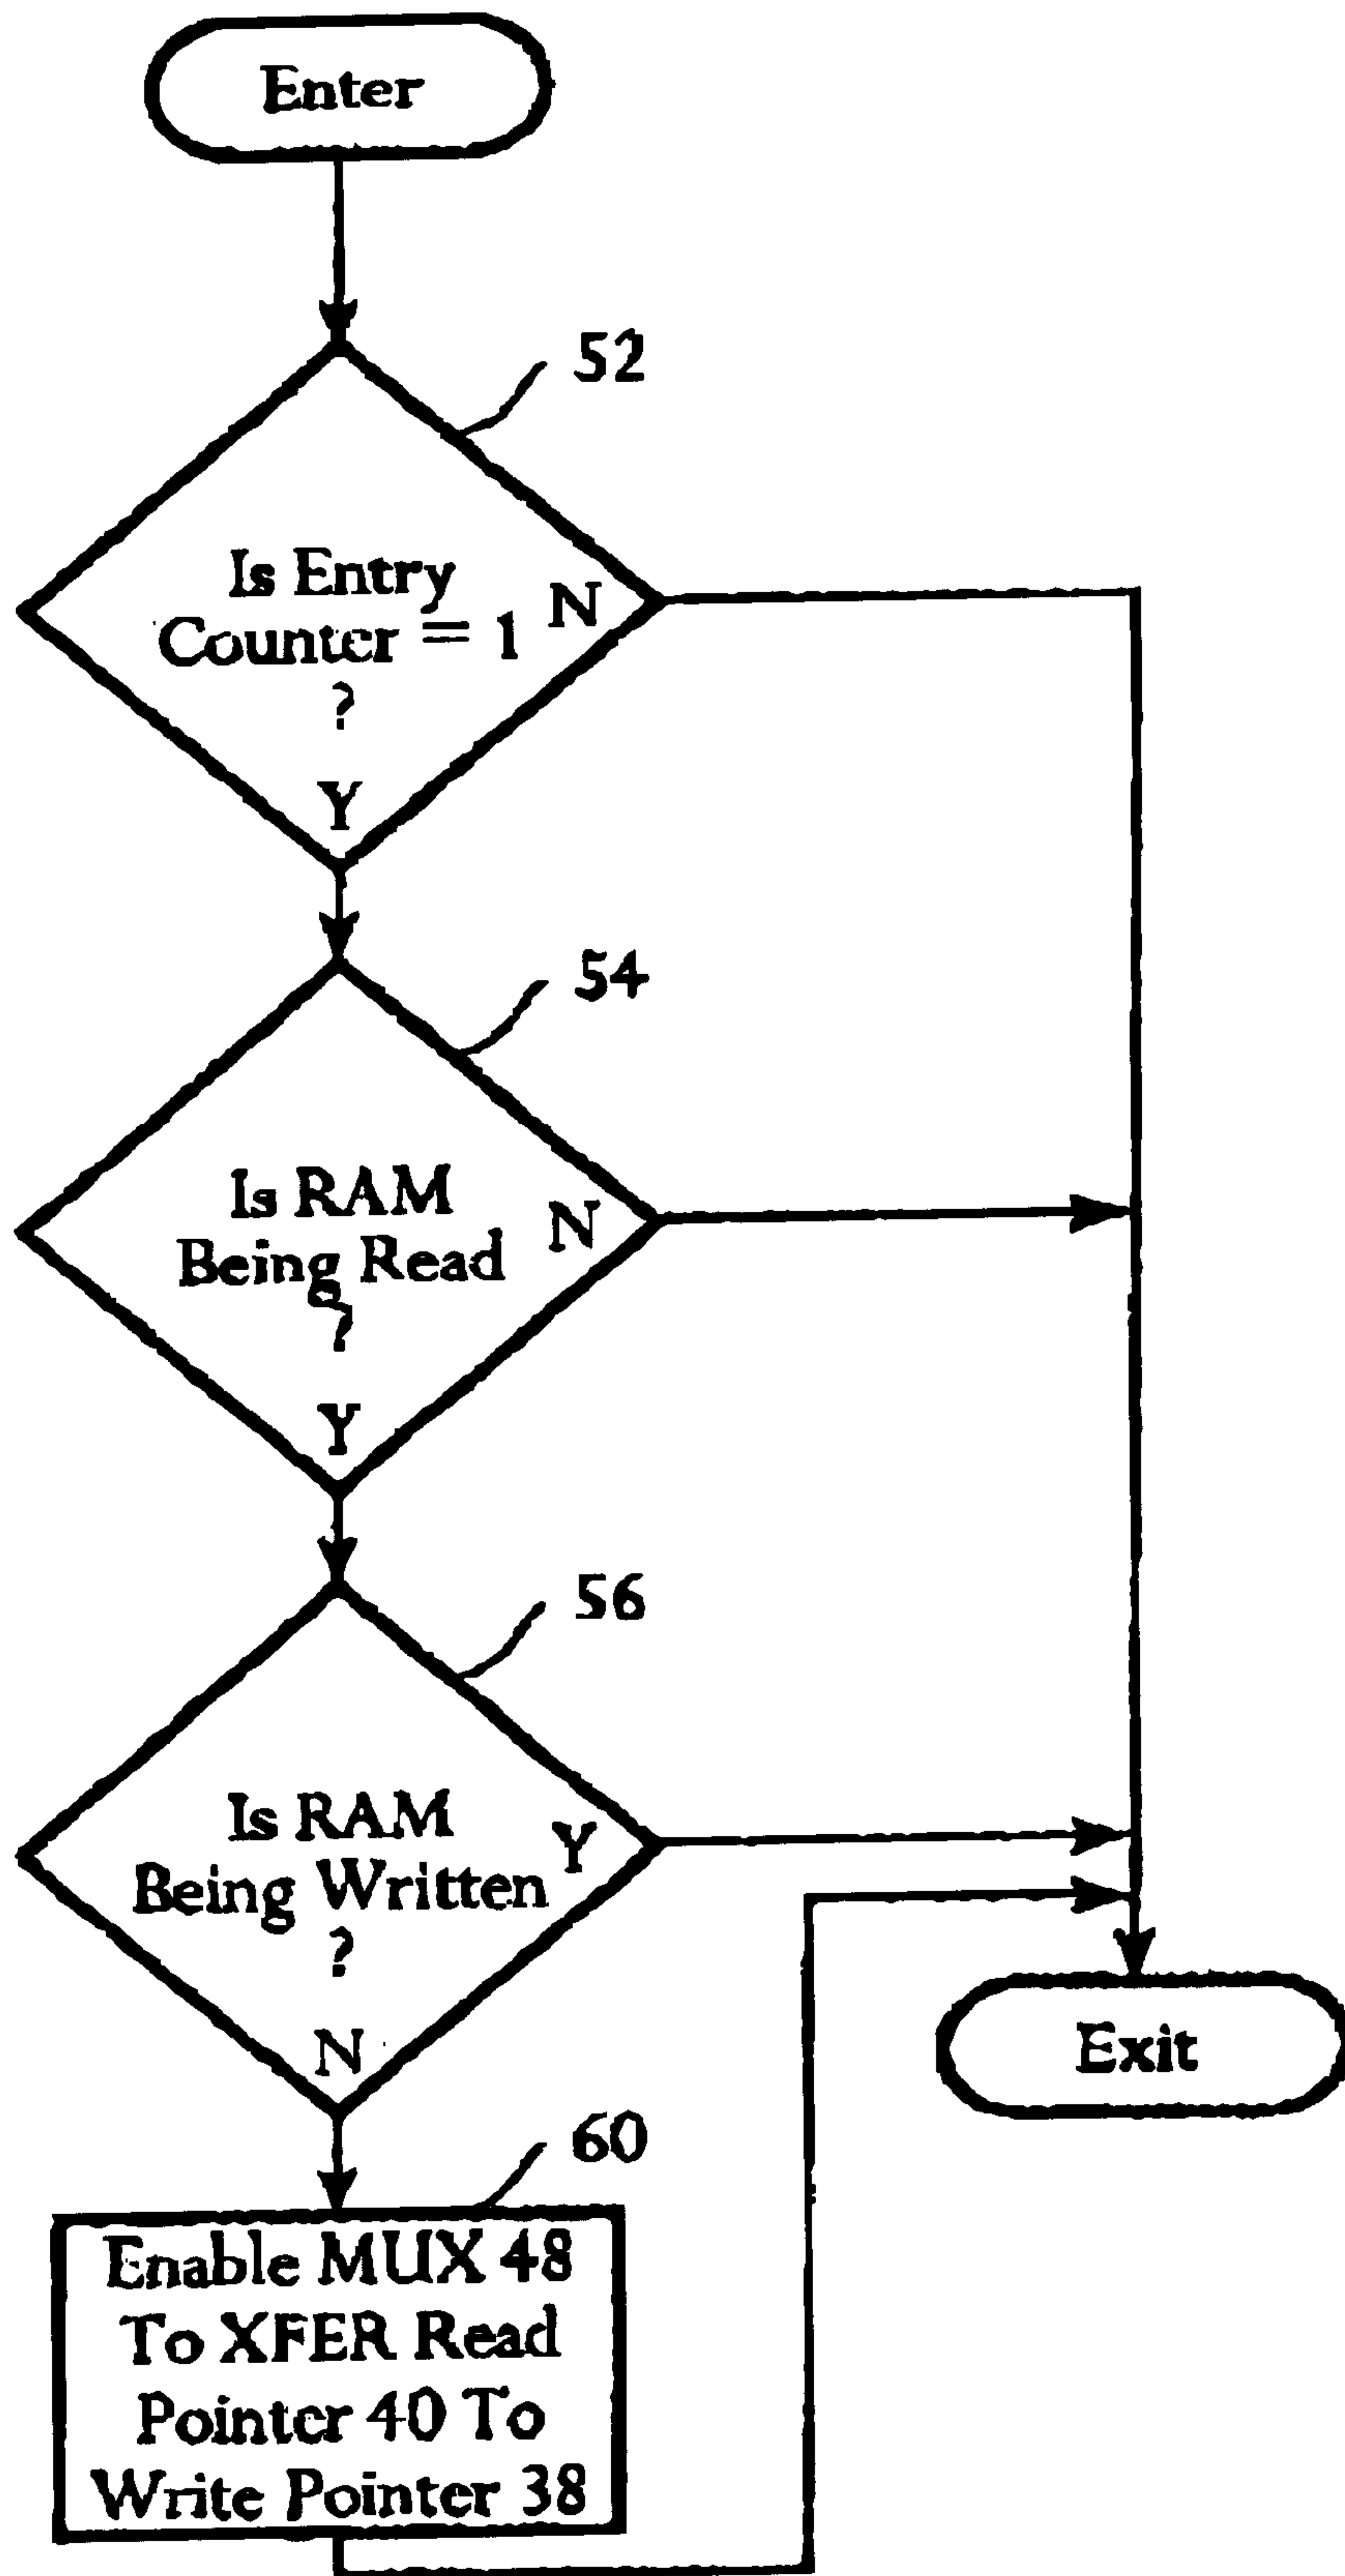 Enter
52
Is Entry
Counter = 1
?
N
Y
54
Is RAM
Being Read
?
N
Y
56
Is RAM
Being Written
?
Y
N
Exit
60
Enable MUX 48
To XFER Read
Pointer 40 To
Write Pointer 38